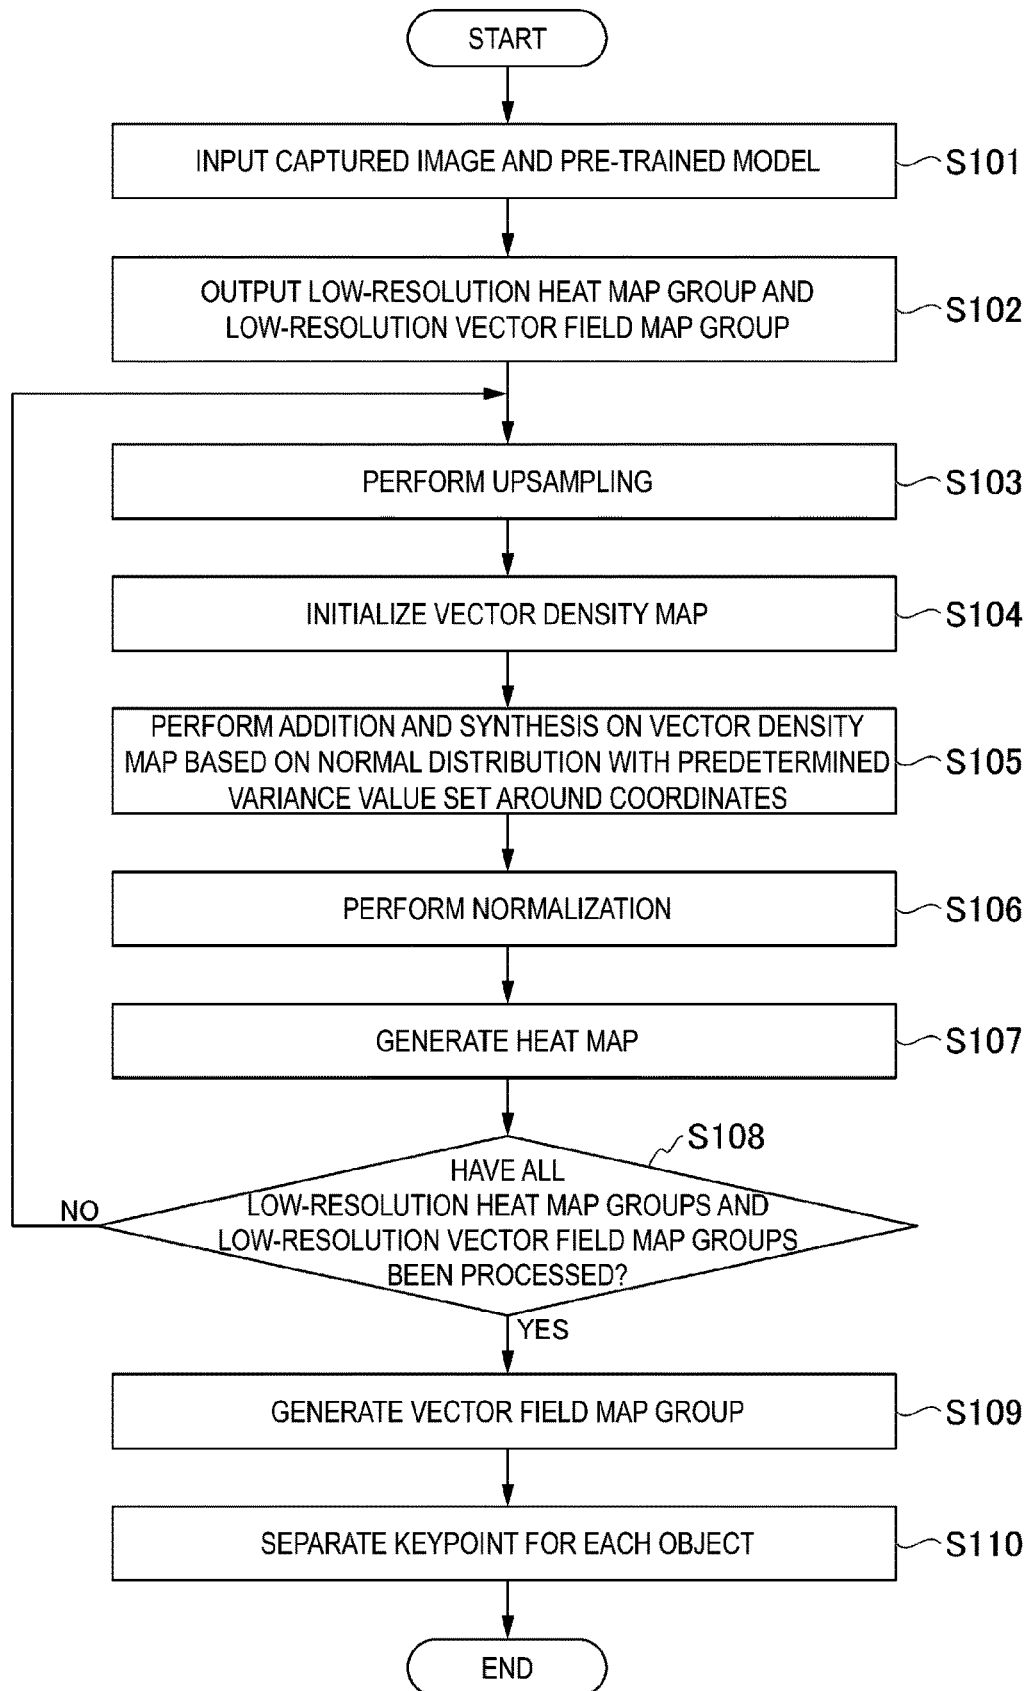 START
INPUT CAPTURED IMAGE AND PRE-TRAINED MODEL
S101
OUTPUT LOW-RESOLUTION HEAT MAP GROUP AND
LOW-RESOLUTION VECTOR FIELD MAP GROUP
S102
PERFORM UPSAMPLING
S103
INITIALIZE VECTOR DENSITY MAP
S104
PERFORM ADDITION AND SYNTHESIS ON VECTOR DENSITY
MAP BASED ON NORMAL DISTRIBUTION WITH PREDETERMINED
VARIANCE VALUE SET AROUND COORDINATES
S105
PERFORM NORMALIZATION
S106
GENERATE HEAT MAP
S107
S108
HAVE ALL
LOW-RESOLUTION HEAT MAP GROUPS AND
LOW-RESOLUTION VECTOR FIELD MAP GROUPS
BEEN PROCESSED?
NO
YES
GENERATE VECTOR FIELD MAP GROUP
S109
SEPARATE KEYPOINT FOR EACH OBJECT
S110
END